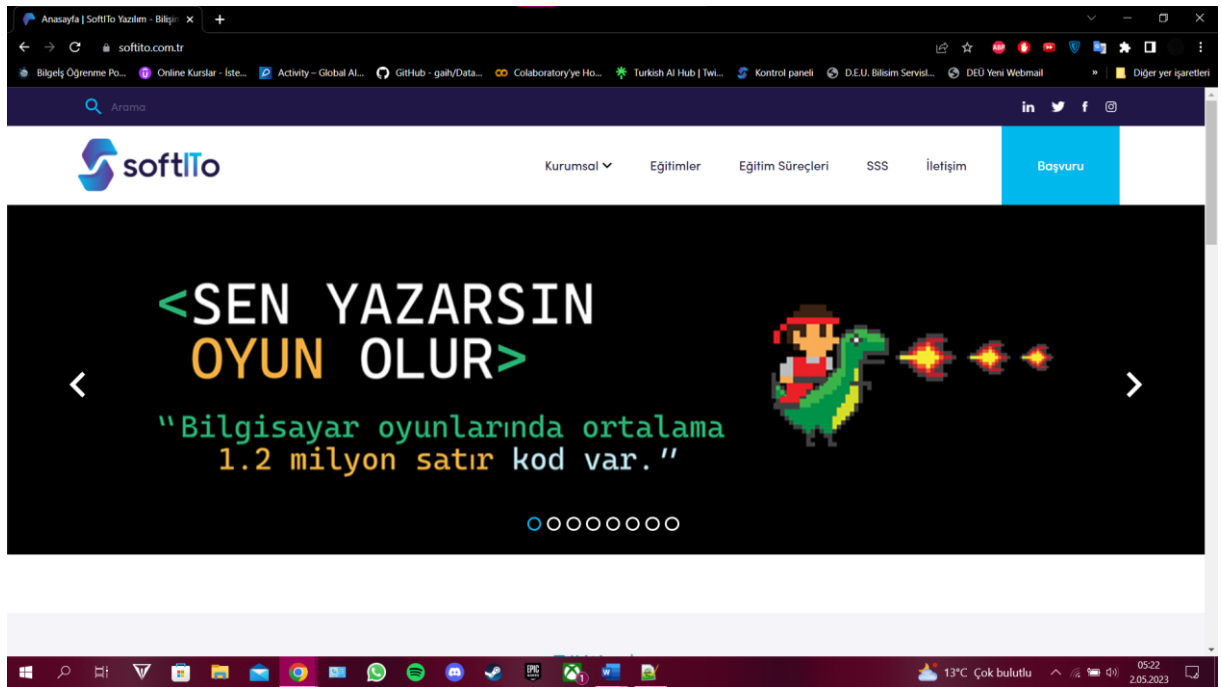 Anasayfa | SoftITo Yazılım - Bilişin
softito.com.tr
Bilgelş Öğrenme Po... Online Kurslar - İste... Activity – Global Al... GitHub - gaih/Data... Colaboratory'ye Ho... Turkish AI Hub | Twi... Kontrol paneli D.E.U. Bilisim Servisl... DEÜ Yeni Webmail » Diğer yer işaretleri
Arama
softITo
Kurumsal Eğitimler Eğitim Süreçleri SSS İletişim Başvuru
<SEN YAZARSIN
OYUN OLUR>
"Bilgisayar oyunlarında ortalama
1.2 milyon satır kod var."
13°C Çok bulutlu
05:22
2.05.2023